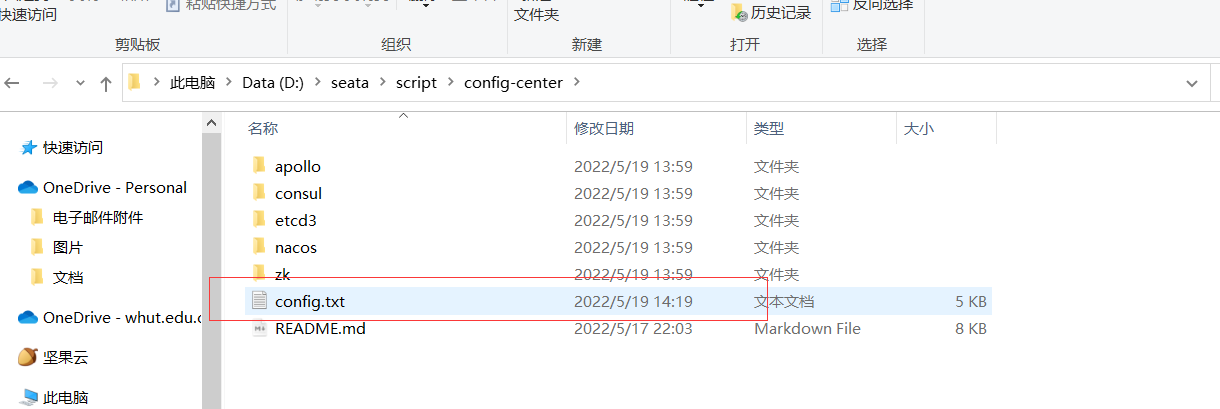 快速访问 粘贴快捷方式 文件夹 历史记录 反向选择
剪贴板 组织 新建 打开 选择
此电脑 Data (D:) seata script config-center
名称 修改日期 类型 大小
快速访问
OneDrive - Personal
电子邮件附件
图片
文档
OneDrive - whut.edu.c
坚果云
此电脑
apollo 2022/5/19 13:59 文件夹
consul 2022/5/19 13:59 文件夹
etcd3 2022/5/19 13:59 文件夹
nacos 2022/5/19 13:59 文件夹
zk 2022/5/19 13:59 文件夹
config.txt 2022/5/19 14:19 文本文档 5 KB
README.md 2022/5/17 22:03 Markdown File 8 KB